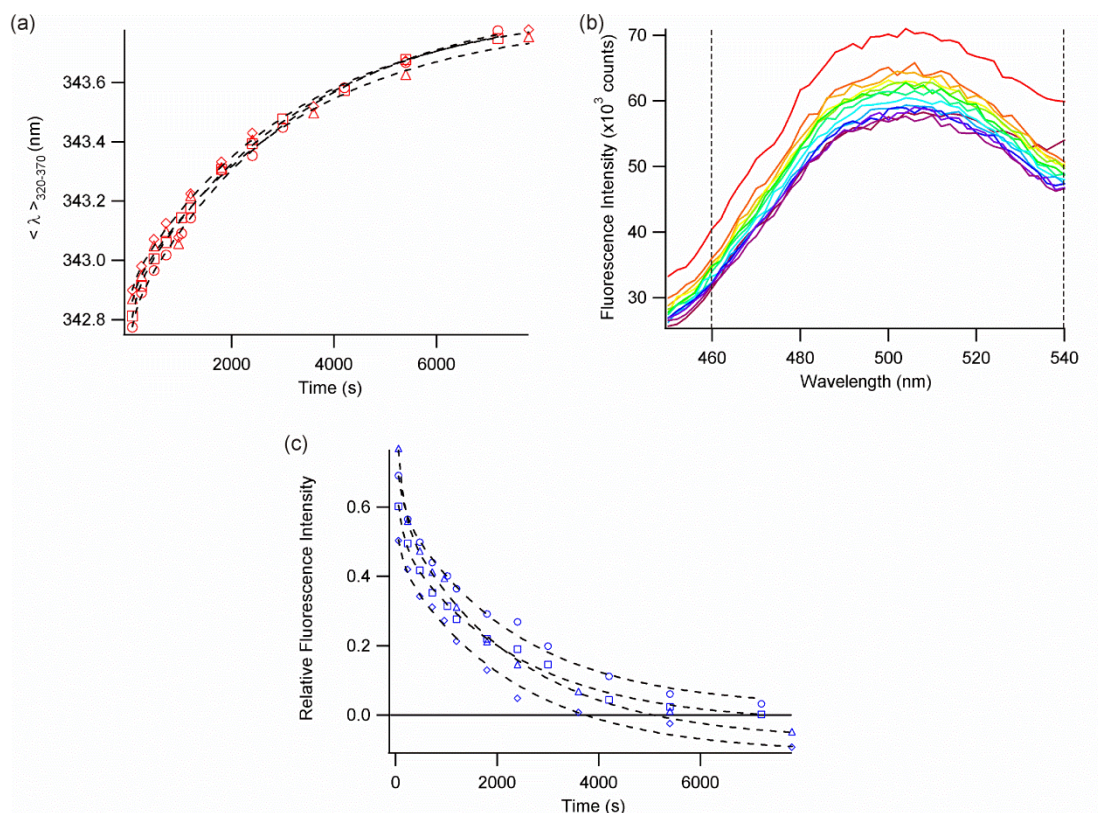 (a)
< λ >320-370 (nm)
343.6
343.4
343.2
343.0
342.8
2000
4000
6000
Time (s)
(b)
Fluorescence Intensity (x10³ counts)
70
60
50
40
30
460
480
500
520
540
Wavelength (nm)
(c)
Relative Fluorescence Intensity
0.6
0.4
0.2
0.0
0
2000
4000
6000
Time (s)